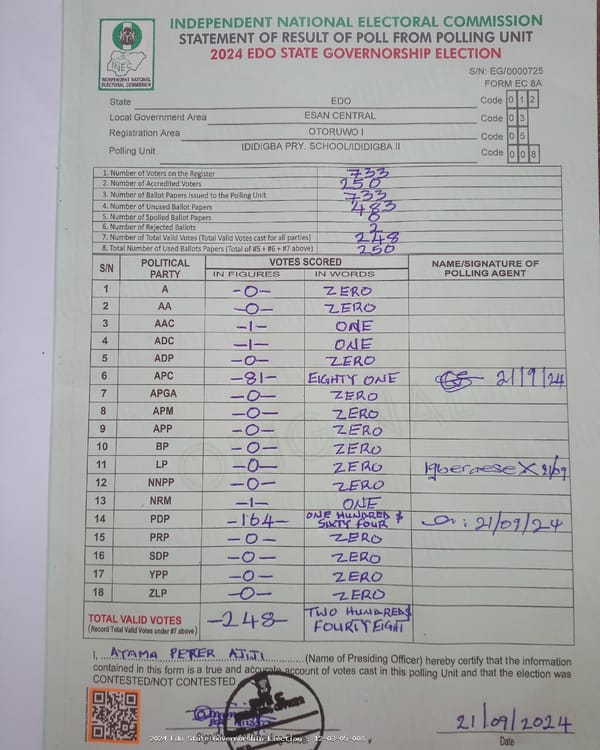 INDEPENDENT NATIONAL ELECTORAL COMMISSION
STATEMENT OF RESULT OF POLL FROM POLLING UNIT
2024 EDO STATE GOVERNORSHIP ELECTION
INEC
INDEPENDENT NATIONAL
ELECTORAL COMMISSION
S/N: EG/0000725
FORM EC 8A
State EDO Code 0 1 2
Local Government Area ESAN CENTRAL Code 0 3
Registration Area OTORUWO I Code 0 5
Polling Unit IDIDIGBA PRY. SCHOOL/IDIDIGBA II Code 0 0 8
1. Number of Voters on the Register 733
2. Number of Accredited Voters 250
3. Number of Ballot Papers Issued to the Polling Unit 733
4. Number of Unused Ballot Papers 483
5. Number of Spoiled Ballot Papers 0
6. Number of Rejected Ballots 2
7. Number of Total Valid Votes (Total Valid Votes cast for all parties) 248
8. Total Number of Used Ballots Papers (Total of #5 + #6 + #7 above) 250
S/N POLITICAL PARTY VOTES SCORED NAME/SIGNATURE OF POLLING AGENT
IN FIGURES IN WORDS
1 A -0- ZERO
2 AA -0- ZERO
3 AAC -1- ONE
4 ADC -1- ONE
5 ADP -0- ZERO
6 APC -81- EIGHTY ONE 21/9/24
7 APGA -0- ZERO
8 APM -0- ZERO
9 APP -0- ZERO
10 BP -0- ZERO
11 LP -0- ZERO
12 NNPP -0- ZERO
13 NRM -1- ONE
14 PDP -164- ONE HUNDRED & SIXTY FOUR 21/09/24
15 PRP -0- ZERO
16 SDP -0- ZERO
17 YPP -0- ZERO
18 ZLP -0- ZERO
TOTAL VALID VOTES -248- TWO HUNDRED &
(Record Total Valid Votes under #7 above) FOURTY EIGHT
I, AYAMA PETER AJIJI (Name of Presiding Officer) hereby certify that the information
contained in this form is a true and accurate account of votes cast in this polling Unit and that the election was
CONTESTED/NOT CONTESTED
21/09/2024
Date
2024 Edo State Governorship Election - 12-03-05-008